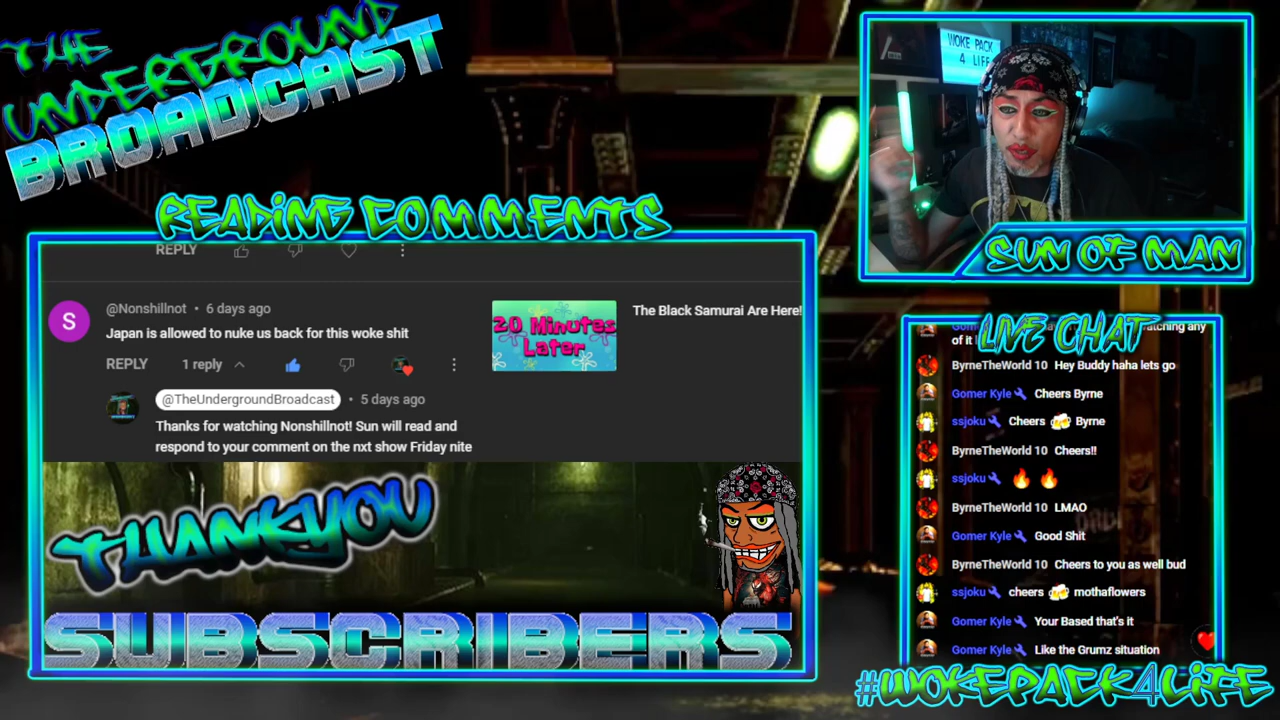 THE
UNDERGROUND
BROADCAST
READING COMMENTS
REPLY
@Nonshillnot • 6 days ago
Japan is allowed to nuke us back for this woke shit
REPLY 1 reply
@TheUndergroundBroadcast • 5 days ago
Thanks for watching Nonshillnot! Sun will read and
respond to your comment on the nxt show Friday nite
S
20 Minutes
Later
The Black Samurai Are Here!
THANKYOU
SUBSCRIBERS
WOKE PACK
4 LIFE
SUN OF MAN
LIVE CHAT
atching any
of it
ByrneTheWorld 10 Hey Buddy haha lets go
Gomer Kyle Cheers Byrne
ssjoku Cheers 🍻 Byrne
ByrneTheWorld 10 Cheers!!
ssjoku 🔥 🔥
ByrneTheWorld 10 LMAO
Gomer Kyle Good Shit
ByrneTheWorld 10 Cheers to you as well bud
ssjoku cheers 🍻 mothaflowers
Gomer Kyle Your Based that's it
Gomer Kyle Like the Grumz situation
#WOKEPACK4LIFE